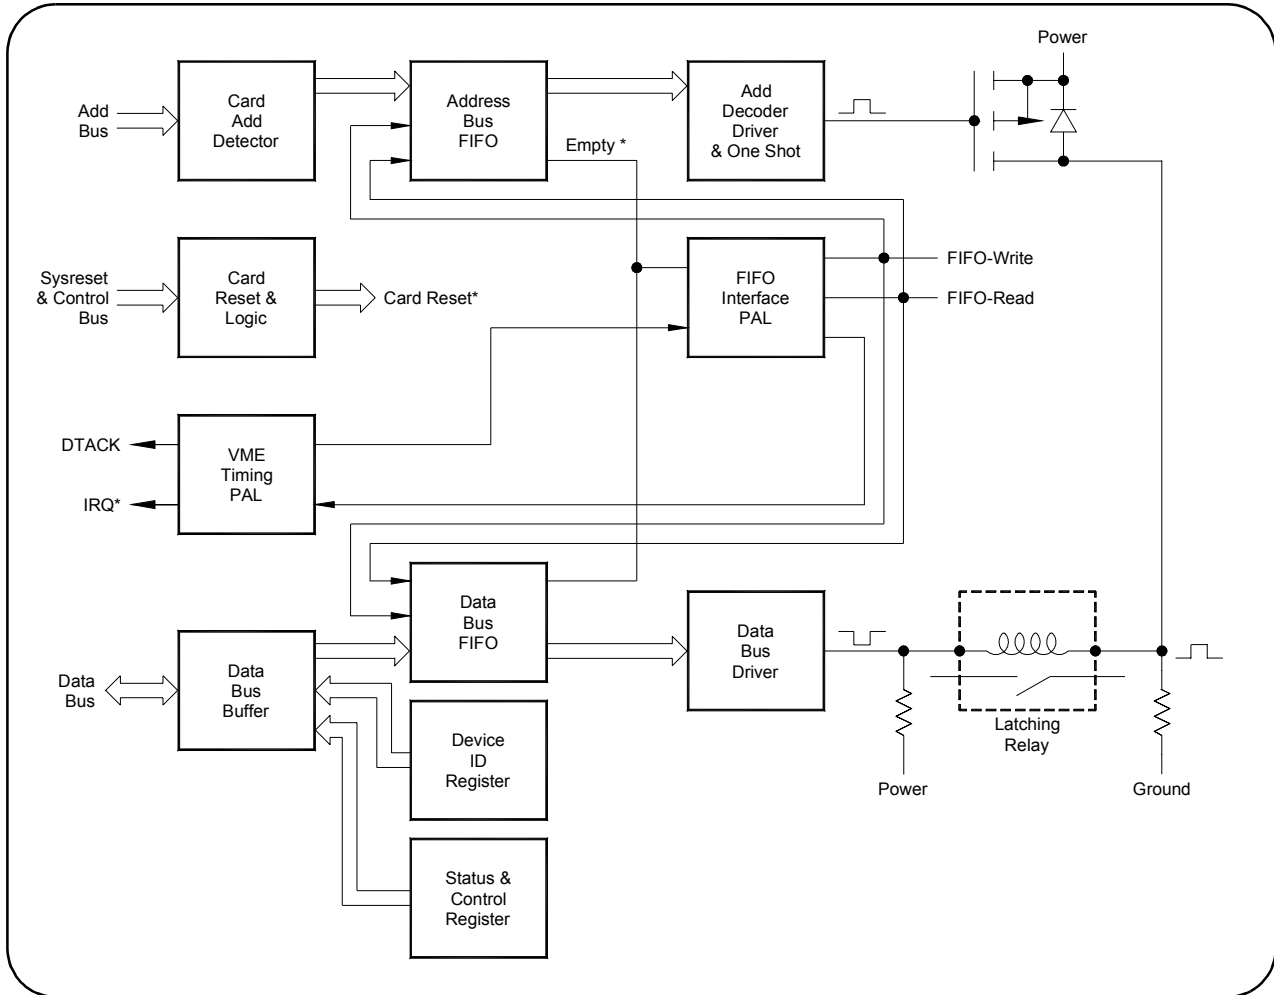 Power
Add
Bus
Card
Add
Detector
Address
Bus
FIFO
Empty *
Add
Decoder
Driver
& One Shot
Sysreset
& Control
Bus
Card
Reset &
Logic
Card Reset*
FIFO
Interface
PAL
FIFO-Write
FIFO-Read
DTACK
IRQ*
VME
Timing
PAL
Data
Bus
FIFO
Data
Bus
Driver
Data
Bus
Data
Bus
Buffer
Device
ID
Register
Latching
Relay
Power
Ground
Status &
Control
Register